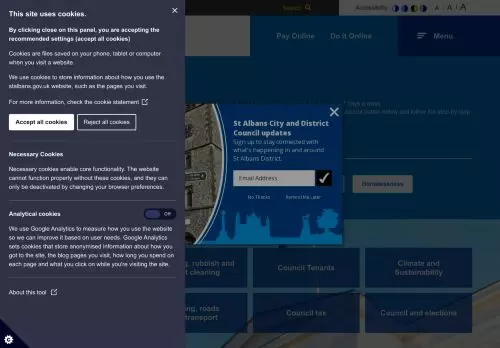 This site uses cookies.
By clicking close on this panel, you are accepting the
recommended settings (accept all cookies)
Cookies are files saved on your phone, tablet or computer
when you visit a website.
We use cookies to store information about how you use the
stalbans.gov.uk website, such as the pages you visit.
For more information, check the cookie statement
Accept all cookies
Reject all cookies
Necessary Cookies
Necessary cookies enable core functionality. The website
cannot function properly without these cookies, and they can
only be deactivated by changing your browser preferences.
Analytical cookies
Off
We use Google Analytics to measure how you use the website
so we can improve it based on user needs. Google Analytics
sets cookies that store anonymised information about how you
got to the site, the blog pages you visit, how long you spend on
each page and what you click on while you're visiting the site.
About this tool
Search
Accessibility
A A A
Pay Online
Do it Online
Menu
St Albans City and District
Council updates
Sign up to stay connected with
what's happening in and around
St Albans District.
Email Address
No Thanks
Remind Me Later
Homelessness
, rubbish and
t cleaning
Council Tenants
Climate and
Sustainability
ng, roads
transport
Council tax
Council and elections